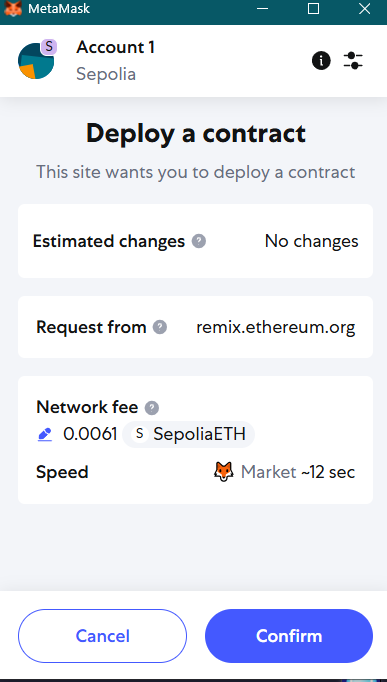 MetaMask
S
Account 1
Sepolia
Deploy a contract
This site wants you to deploy a contract
Estimated changes ? No changes
Request from ? remix.ethereum.org
Network fee ?
0.0061 S SepoliaETH
Speed Market ~12 sec
Cancel Confirm